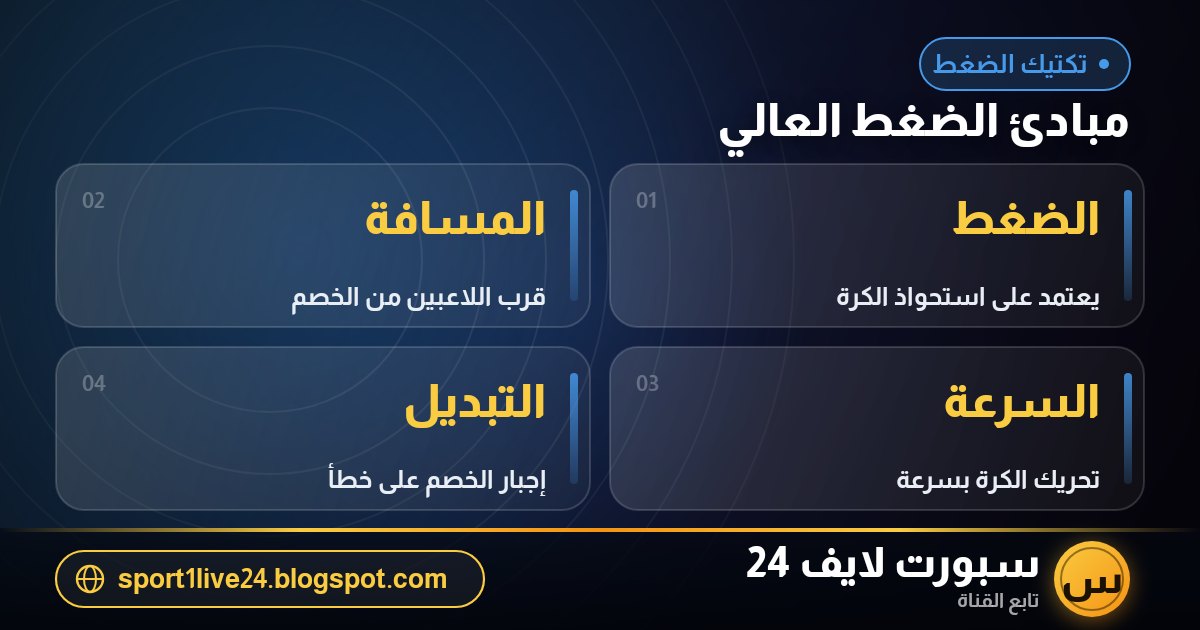 تكتيك الضغط
مبادئ الضغط العالي
01
الضغط
يعتمد على استحواذ الكرة
02
المسافة
قرب اللاعبين من الخصم
03
السرعة
تحريك الكرة بسرعة
04
التبديل
إجبار الخصم على خطأ
س
سبورت لايف 24
تابع القناة
sport1live24.blogspot.com